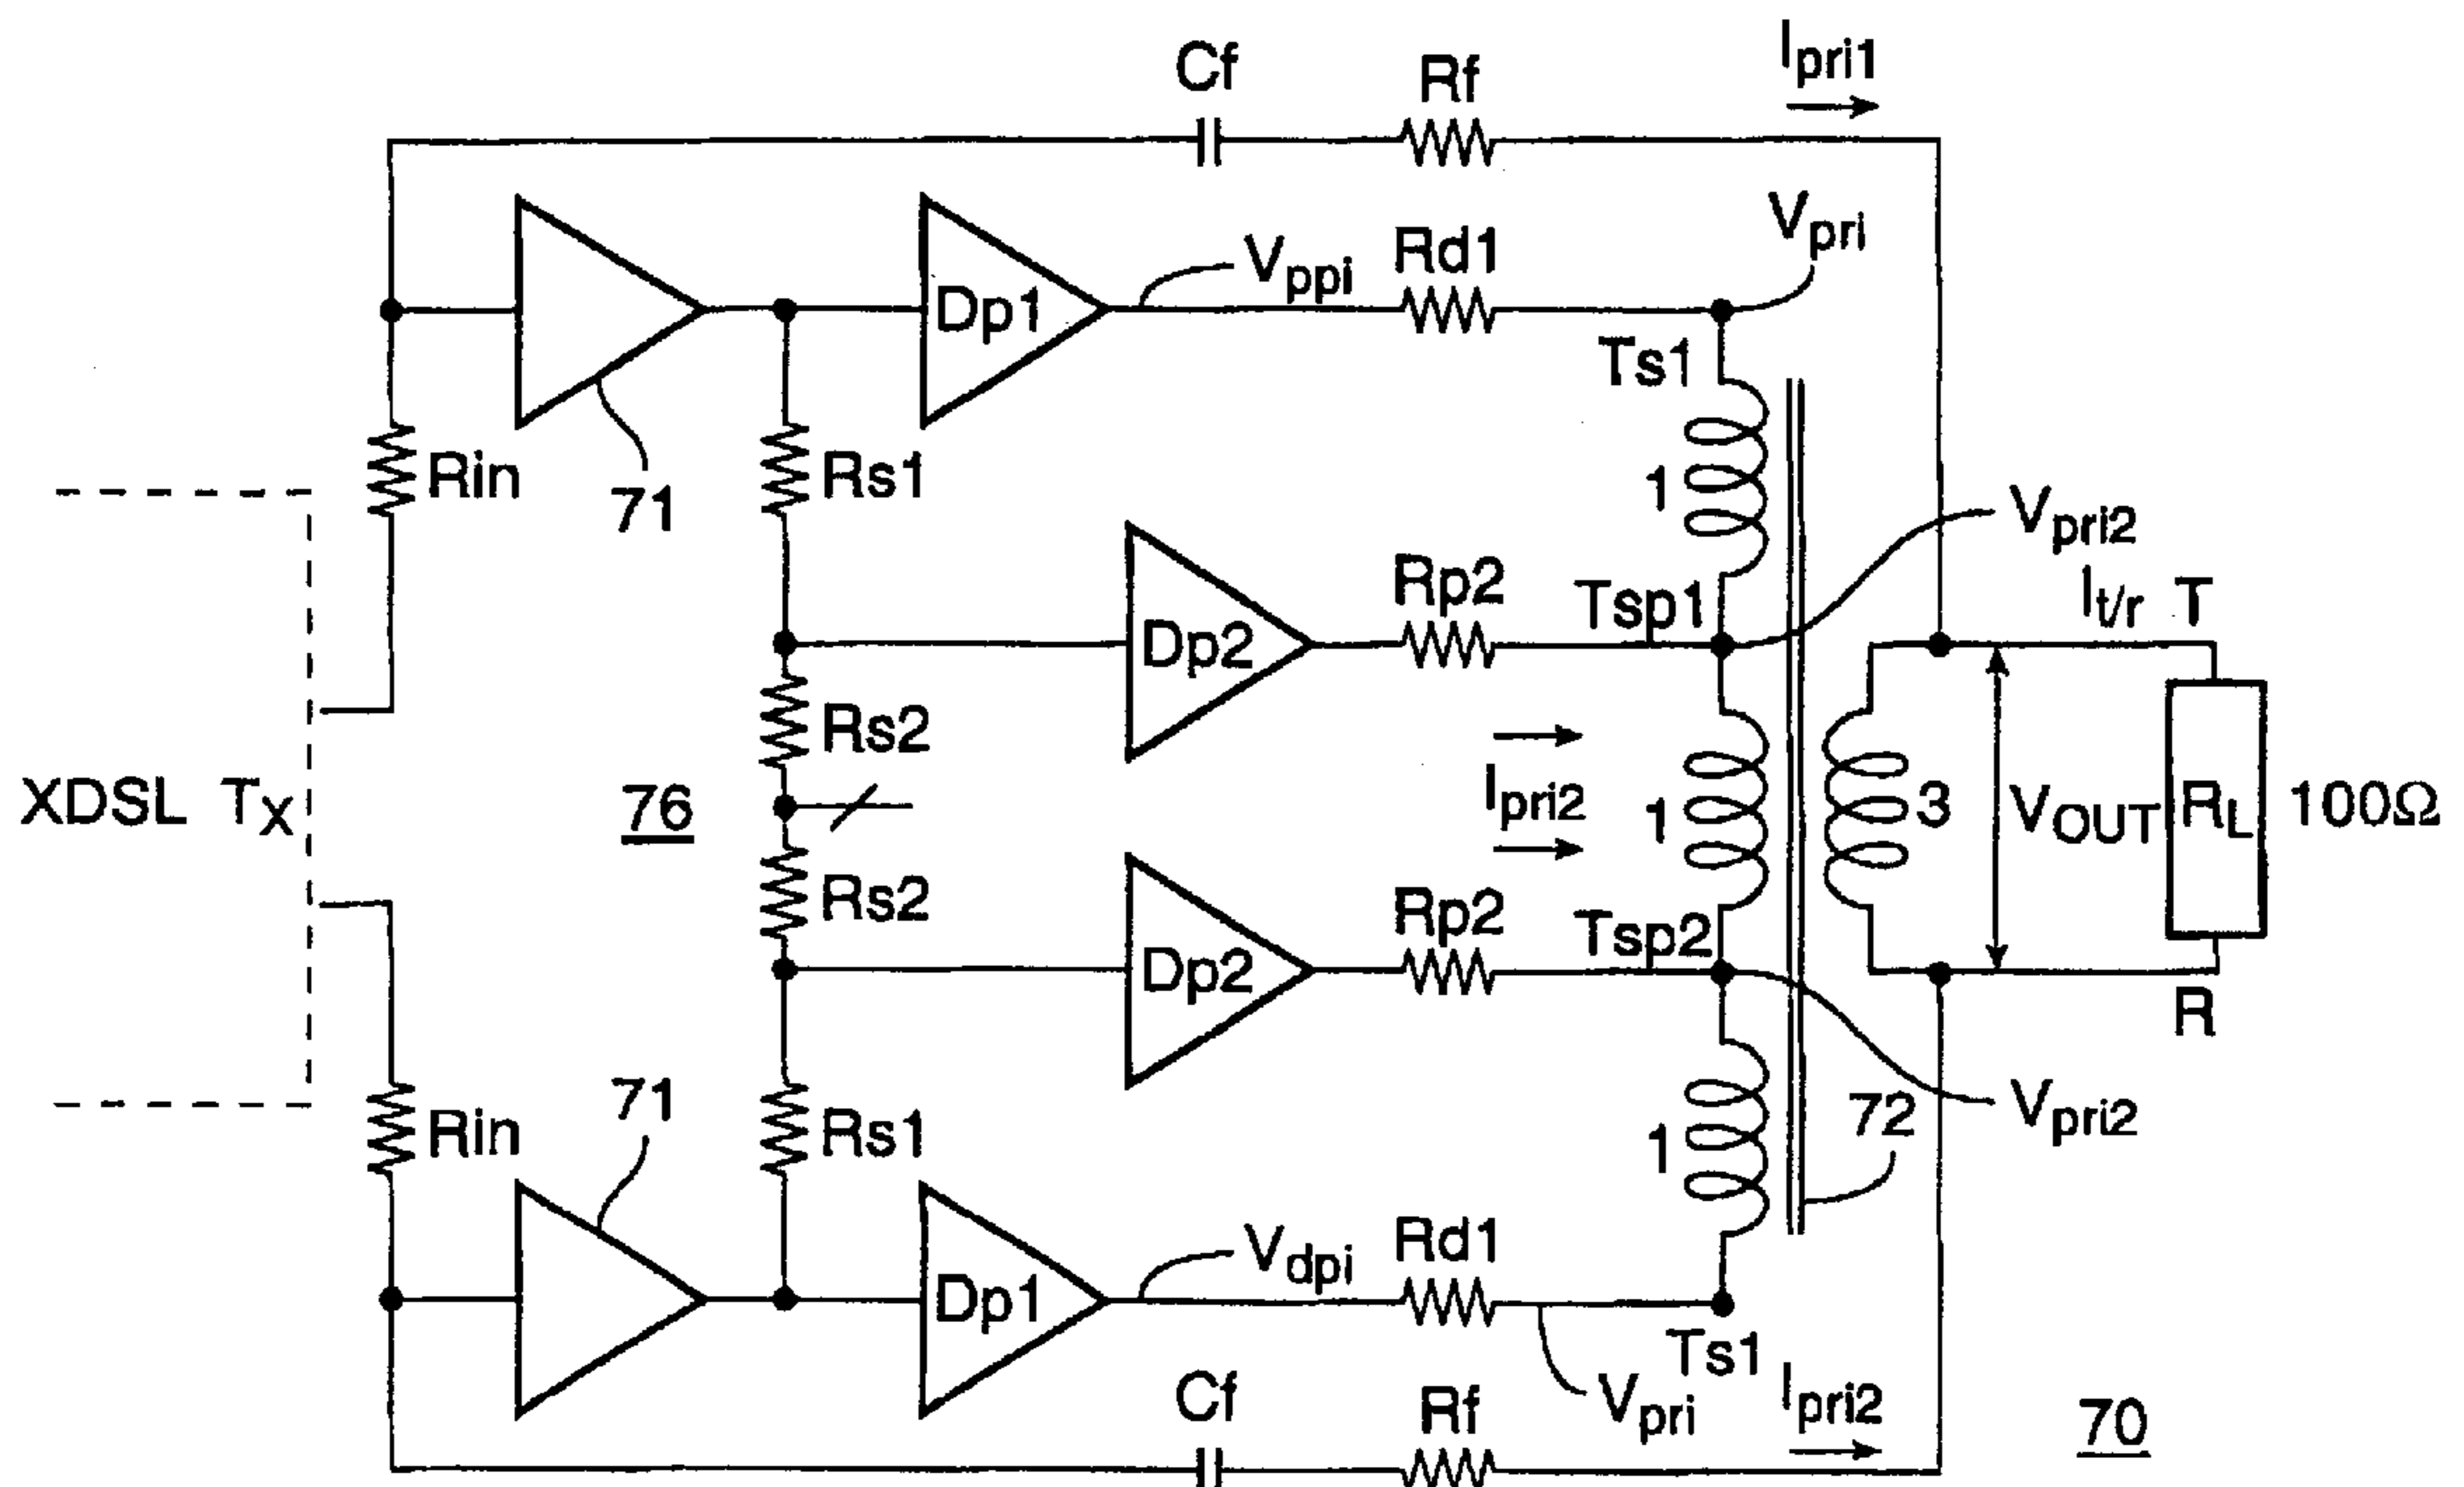 Cf
Rf
Ipri1
Dp1
Vppi
Rd1
Vpri
Ts1
Rin
71
Rs1
1
Vpri2
Dp2
Rp2
Tsp1
It/r
T
Rs2
XDSL Tx
76
Ipri2
1
3
VOUT
RL
100Ω
Rs2
Dp2
Rp2
Tsp2
R
Rin
71
Rs1
1
72
Vpri2
Dp1
Vdpi
Rd1
Ts1
Vpri
Cf
Rf
Ipri2
70